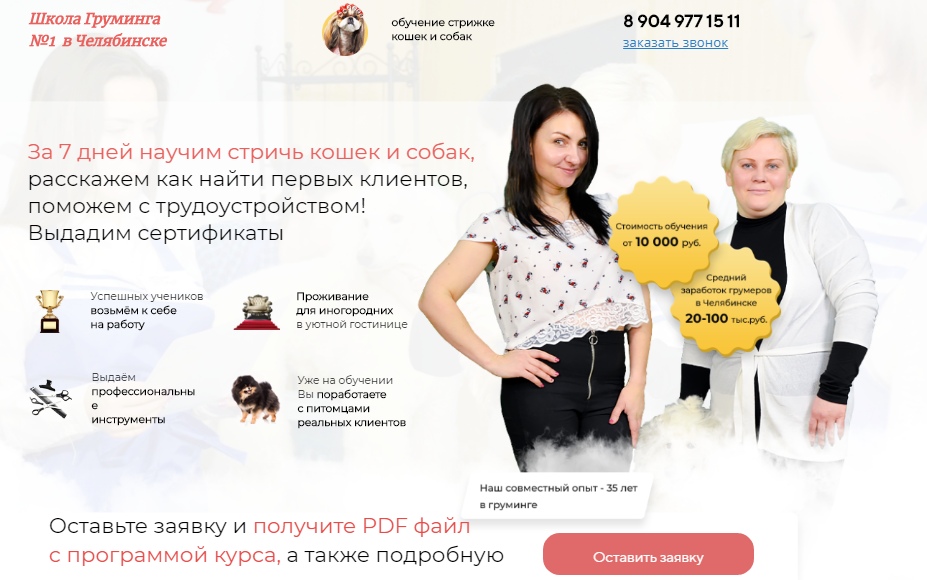 Школа Груминга
№1 в Челябинске
обучение стрижке
кошек и собак
8 904 977 15 11
заказать звонок
За 7 дней научим стричь кошек и собак,
расскажем как найти первых клиентов,
поможем с трудоустройством!
Выдадим сертификаты
Стоимость обучения
от 10 000 руб.
Средний
заработок грумеров
в Челябинске
20-100 тыс.руб.
Успешных учеников
возьмём к себе
на работу
Проживание
для иногородних
в уютной гостинице
Выдаём
профессиональны
е
инструменты
Уже на обучении
Вы поработаете
с питомцами
реальных клиентов
Наш совместный опыт - 35 лет
в груминге
Оставьте заявку и получите PDF файл
с программой курса, а также подробную
Оставить заявку